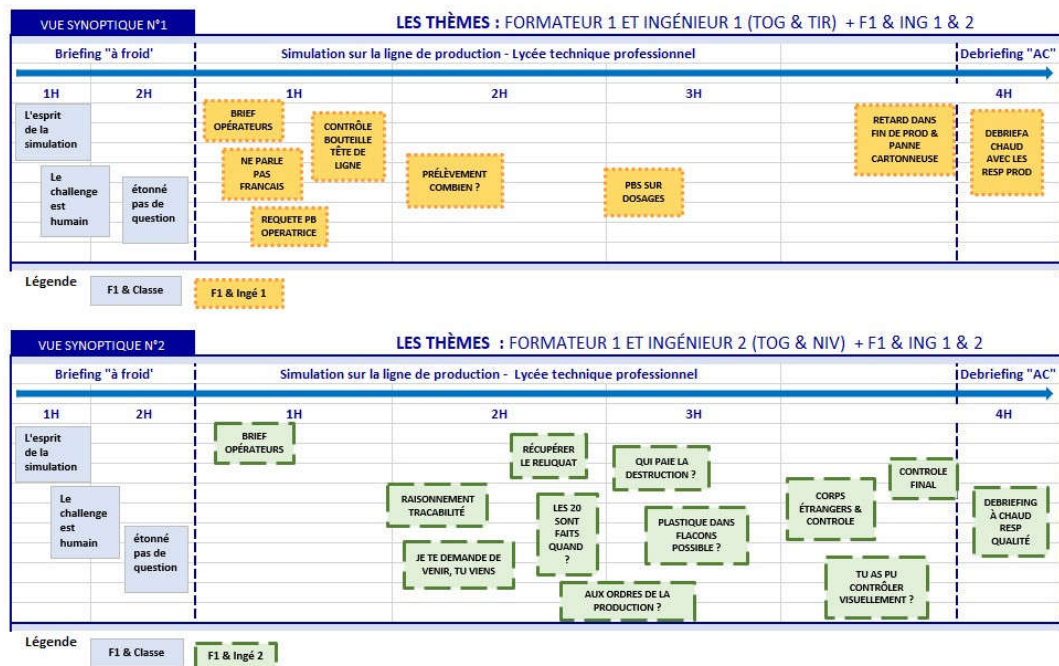 VUE SYNOPTIQUE N°1
LES THÈMES : FORMATEUR 1 ET INGÉNIEUR 1 (TOG & TIR) + F1 & ING 1 & 2
Briefing "à froid'
Simulation sur la ligne de production - Lycée technique professionnel
Debriefing "AC"
1H
2H
1H
2H
3H
4H
L'esprit
de la
simulation
Le
challenge
est
humain
étonné
pas de
question
BRIEF
OPÉRATEURS
NE PARLE
PAS
FRANCAIS
REQUETE PB
OPERATRICE
CONTRÔLE
BOUTEILLE
TÊTE DE
LIGNE
PRÉLÈVEMENT
COMBIEN ?
PBS SUR
DOSAGES
RETARD DANS
FIN DE PROD &
PANNE
CARTONNEUSE
DEBRIEFA
CHAUD
AVEC LES
RESP PROD
Légende
F1 & Classe
F1 & Ingé 1
VUE SYNOPTIQUE N°2
LES THÈMES : FORMATEUR 1 ET INGÉNIEUR 2 (TOG & NIV) + F1 & ING 1 & 2
Briefing "à froid'
Simulation sur la ligne de production - Lycée technique professionnel
Debriefing "AC"
1H
2H
1H
2H
3H
4H
L'esprit
de la
simulation
Le
challenge
est
humain
étonné
pas de
question
BRIEF
OPÉRATEURS
RAISONNEMENT
TRACABILITÉ
JE TE DEMANDE DE
VENIR, TU VIENS
RÉCUPÉRER
LE RELIQUAT
LES 20
SONT
FAITS
QUAND
?
AUX ORDRES DE LA
PRODUCTION ?
QUI PAIE LA
DESTRUCTION ?
PLASTIQUE DANS
FLACONS
POSSIBLE ?
CORPS
ÉTRANGERS &
CONTROLE
TU AS PU
CONTRÔLER
VISUELLEMENT ?
CONTROLE
FINAL
DEBRIEFING
À CHAUD
RESP
QUALITÉ
Légende
F1 & Classe
F1 & Ingé 2